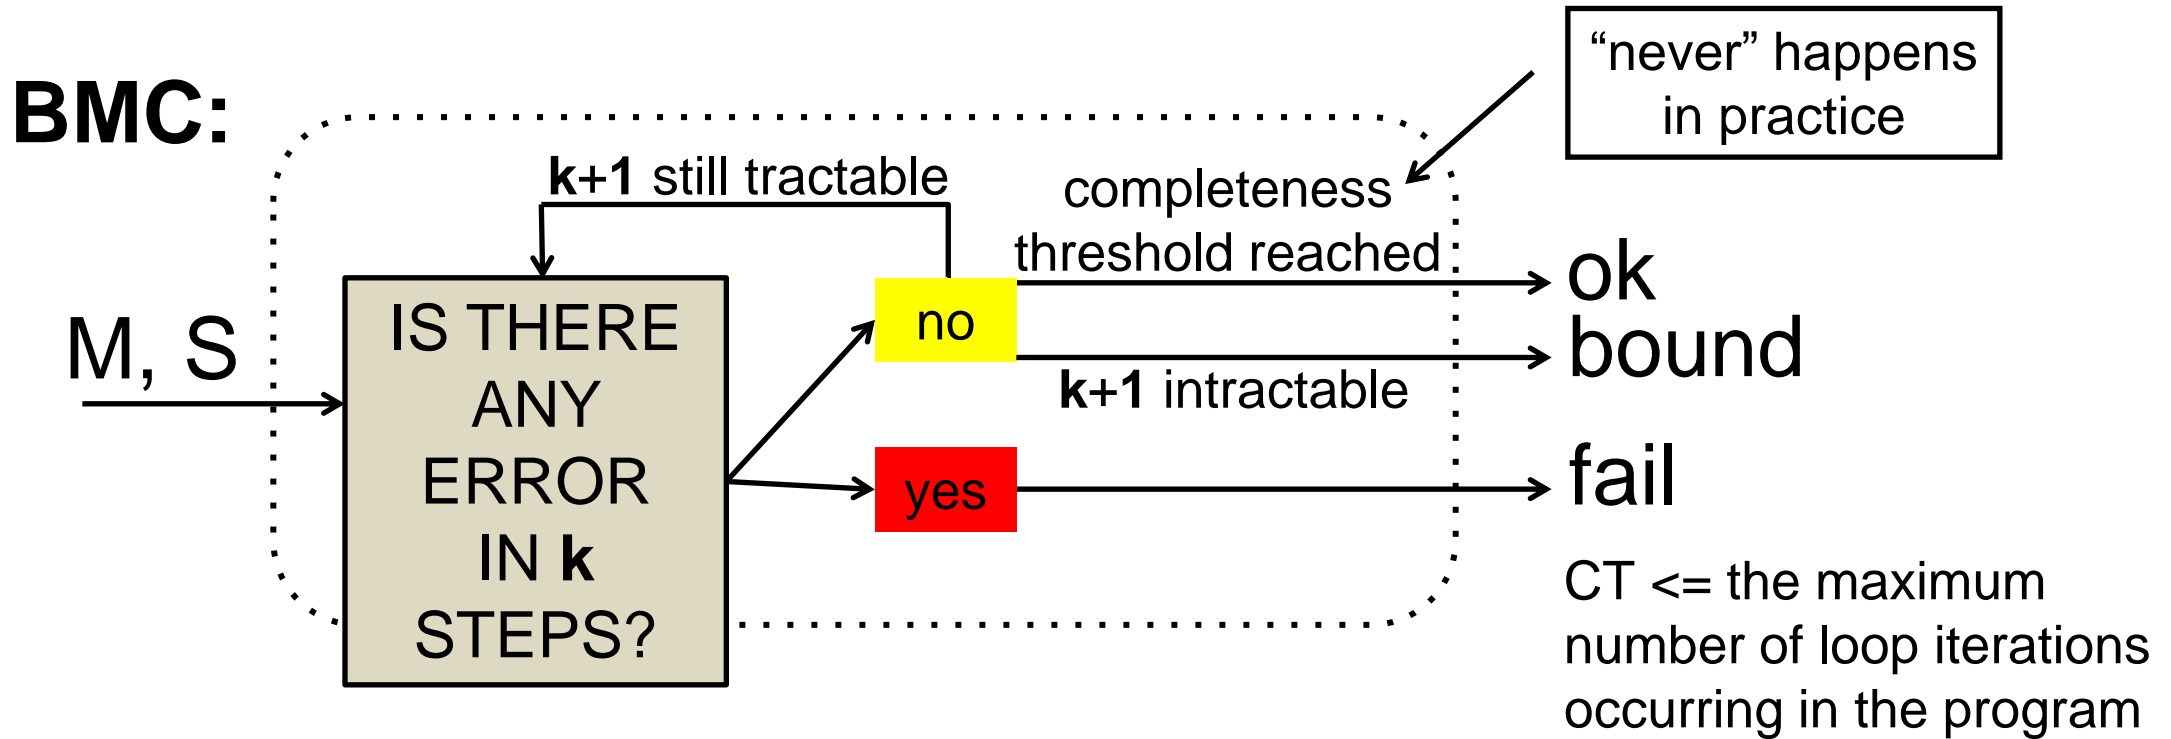 BMC:
“never” happens
in practice
k+1 still tractable
completeness
threshold reached
M, S
IS THERE
ANY
ERROR
IN k
STEPS?
no
yes
k+1 intractable
ok
bound
fail
CT <= the maximum
number of loop iterations
occurring in the program